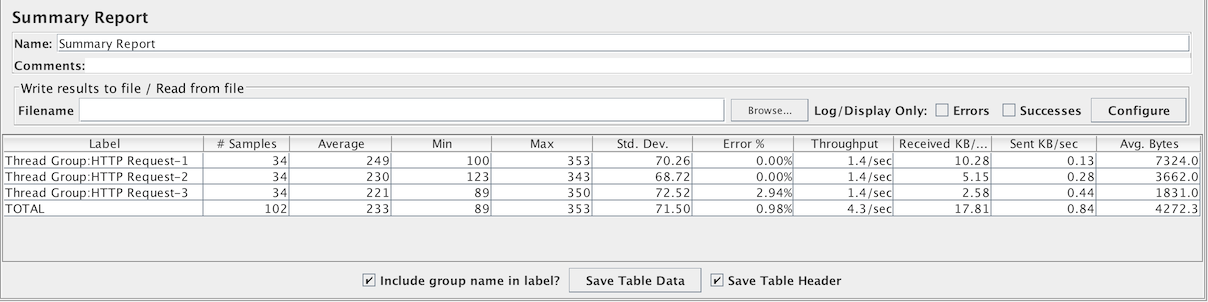 Summary Report
Name: Summary Report
Comments:
Write results to file / Read from file
Filename Browse... Log/Display Only: Errors Successes Configure
Label # Samples Average Min Max Std. Dev. Error % Throughput Received KB/... Sent KB/sec Avg. Bytes
Thread Group:HTTP Request-1 34 249 100 353 70.26 0.00% 1.4/sec 10.28 0.13 7324.0
Thread Group:HTTP Request-2 34 230 123 343 68.72 0.00% 1.4/sec 5.15 0.28 3662.0
Thread Group:HTTP Request-3 34 221 89 350 72.52 2.94% 1.4/sec 2.58 0.44 1831.0
TOTAL 102 233 89 353 71.50 0.98% 4.3/sec 17.81 0.84 4272.3
Include group name in label? Save Table Data Save Table Header